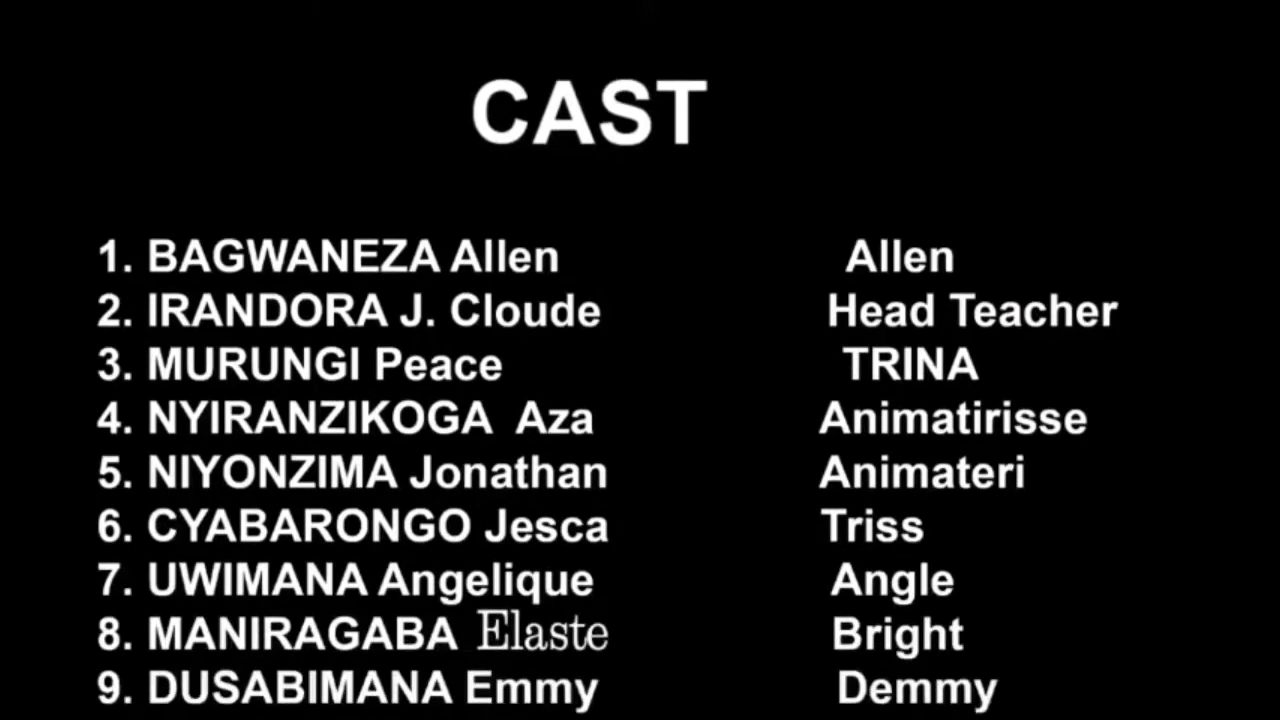 CAST
1. BAGWANEZA Allen Allen
2. IRANDORA J. Cloude Head Teacher
3. MURUNGI Peace TRINA
4. NYIRANZIKOGA Aza Animatirisse
5. NIYONZIMA Jonathan Animateri
6. CYABARONGO Jesca Triss
7. UWIMANA Angelique Angle
8. MANIRAGABA Elaste Bright
9. DUSABIMANA Emmy Demmy